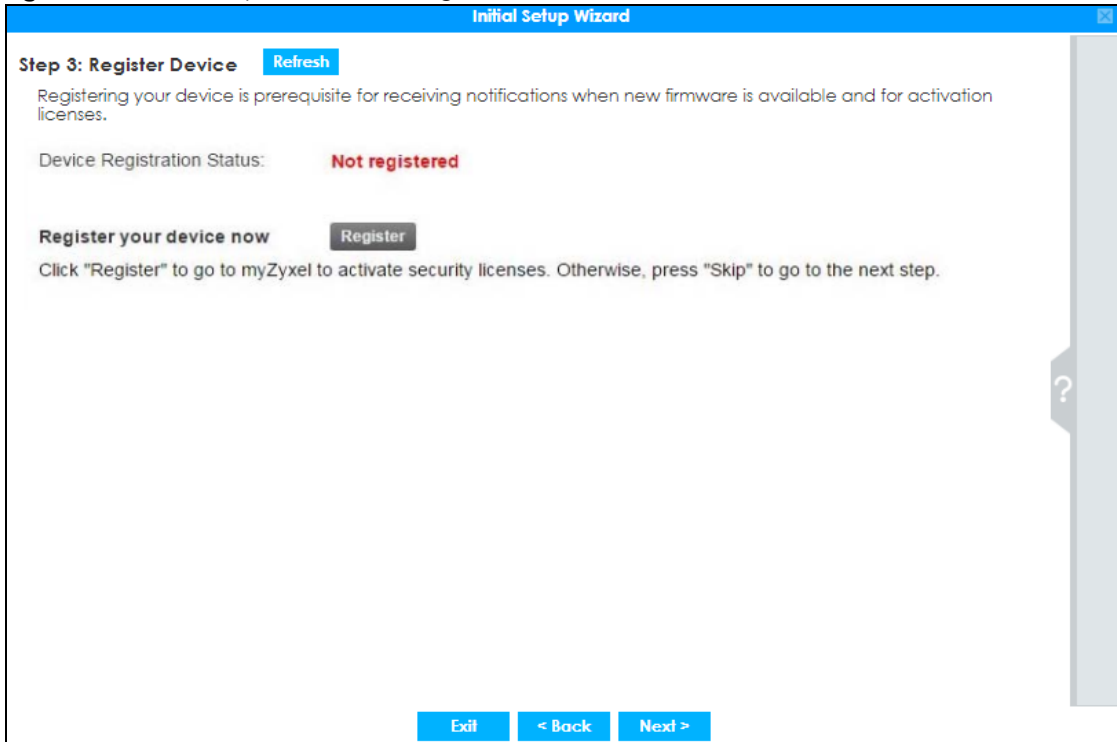 Initial Setup Wizard
Step 3: Register Device Refresh
Registering your device is prerequisite for receiving notifications when new firmware is available and for activation
licenses.
Device Registration Status: Not registered
Register your device now Register
Click "Register" to go to myZyxel to activate security licenses. Otherwise, press "Skip" to go to the next step.
?
Exit < Back Next >